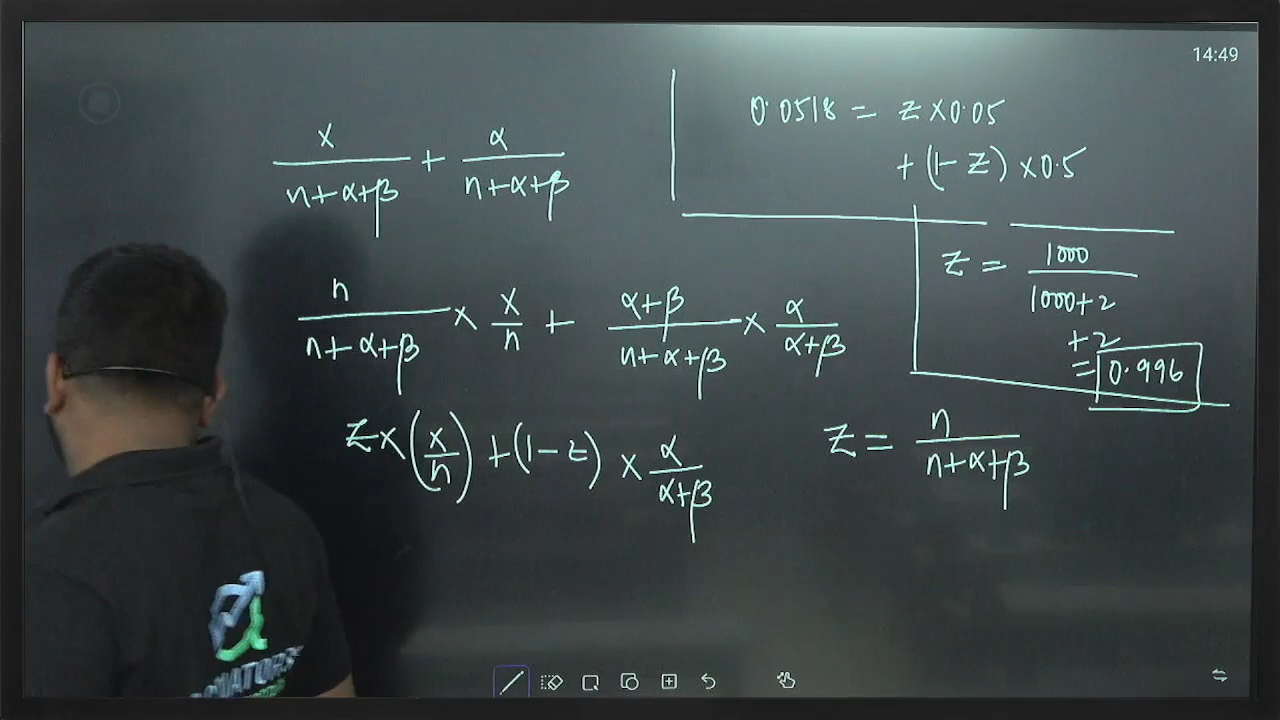 14:49
x/(n+α+β) + α/(n+α+β)
n/(n+α+β) × x/n + (α+β)/(n+α+β) × α/(α+β)
z×(x/n) + (1-z) × α/(α+β)
0.0518 = z×0.05
+ (1-z) ×0.5
z = 1000/(1000+2
+2
= 0.996
z = n/(n+α+β)